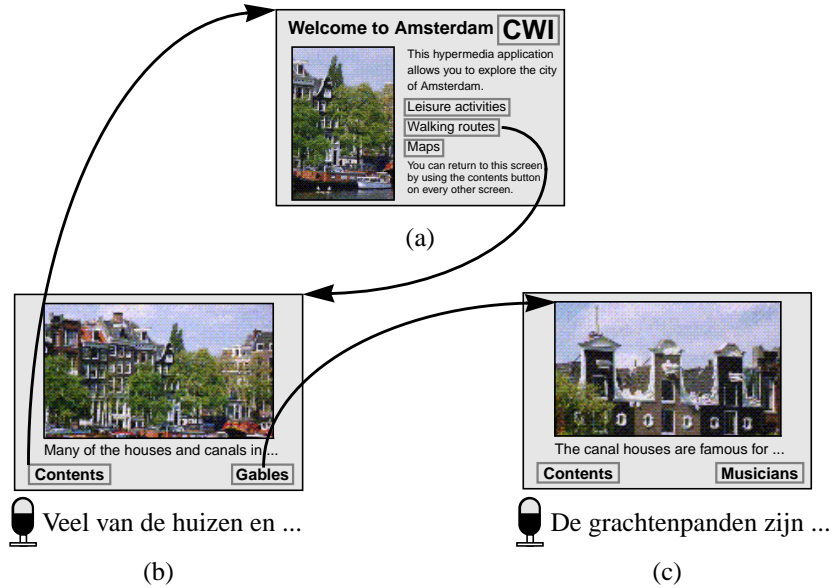 Welcome to Amsterdam CWI
This hypermedia application
allows you to explore the city
of Amsterdam.
Leisure activities
Walking routes
Maps
You can return to this screen
by using the contents button
on every other screen.
(a)
Many of the houses and canals in ...
Contents Gables
Veel van de huizen en ...
(b)
The canal houses are famous for ...
Contents Musicians
De grachtenpanden zijn ...
(c)